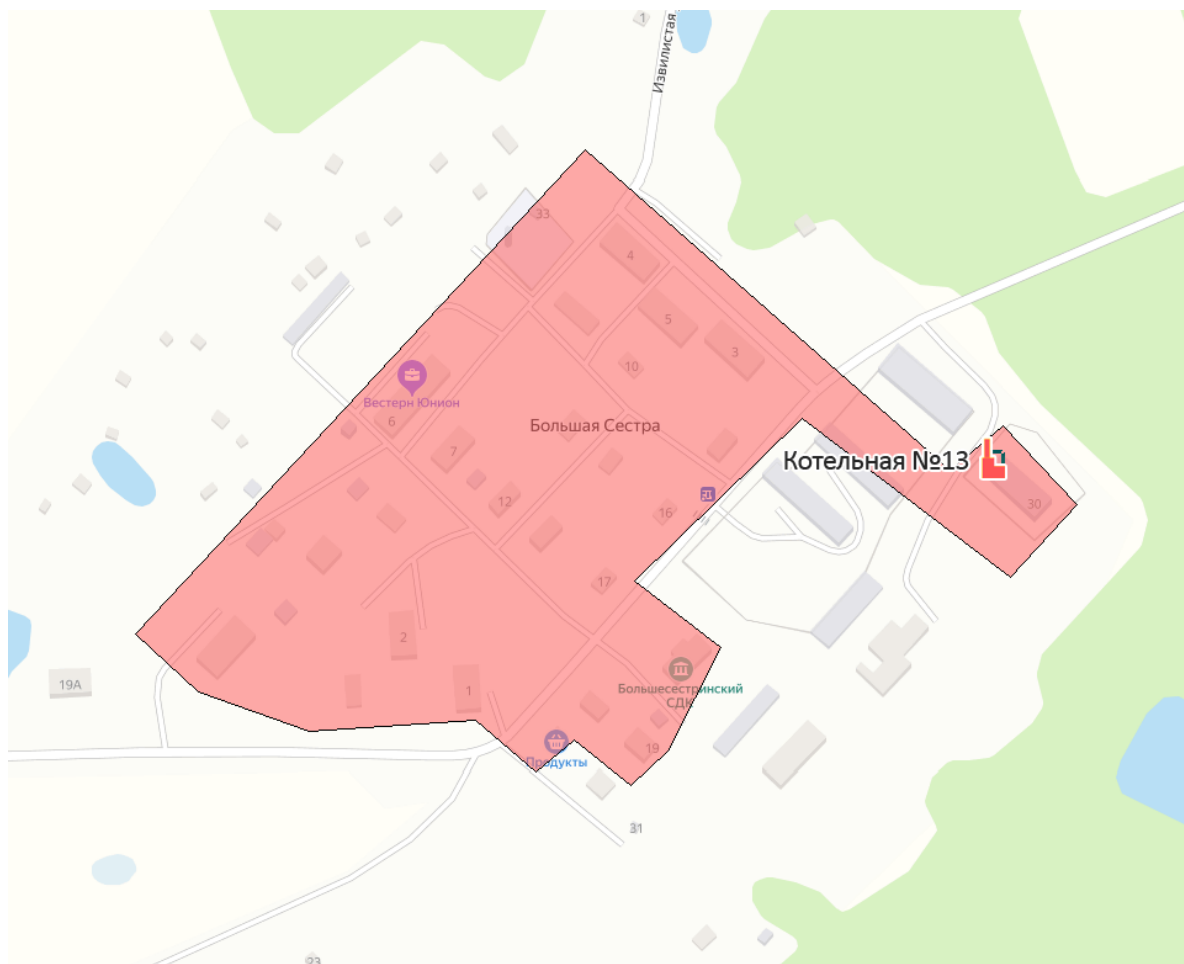 1
Извилистая
33
4
5
3
10
Вестерн Юнион
6
Большая Сестра
7
Котельная №13
12
16
30
17
2
Большесестринский
СДК
19А
1
19
Продукты
31
23